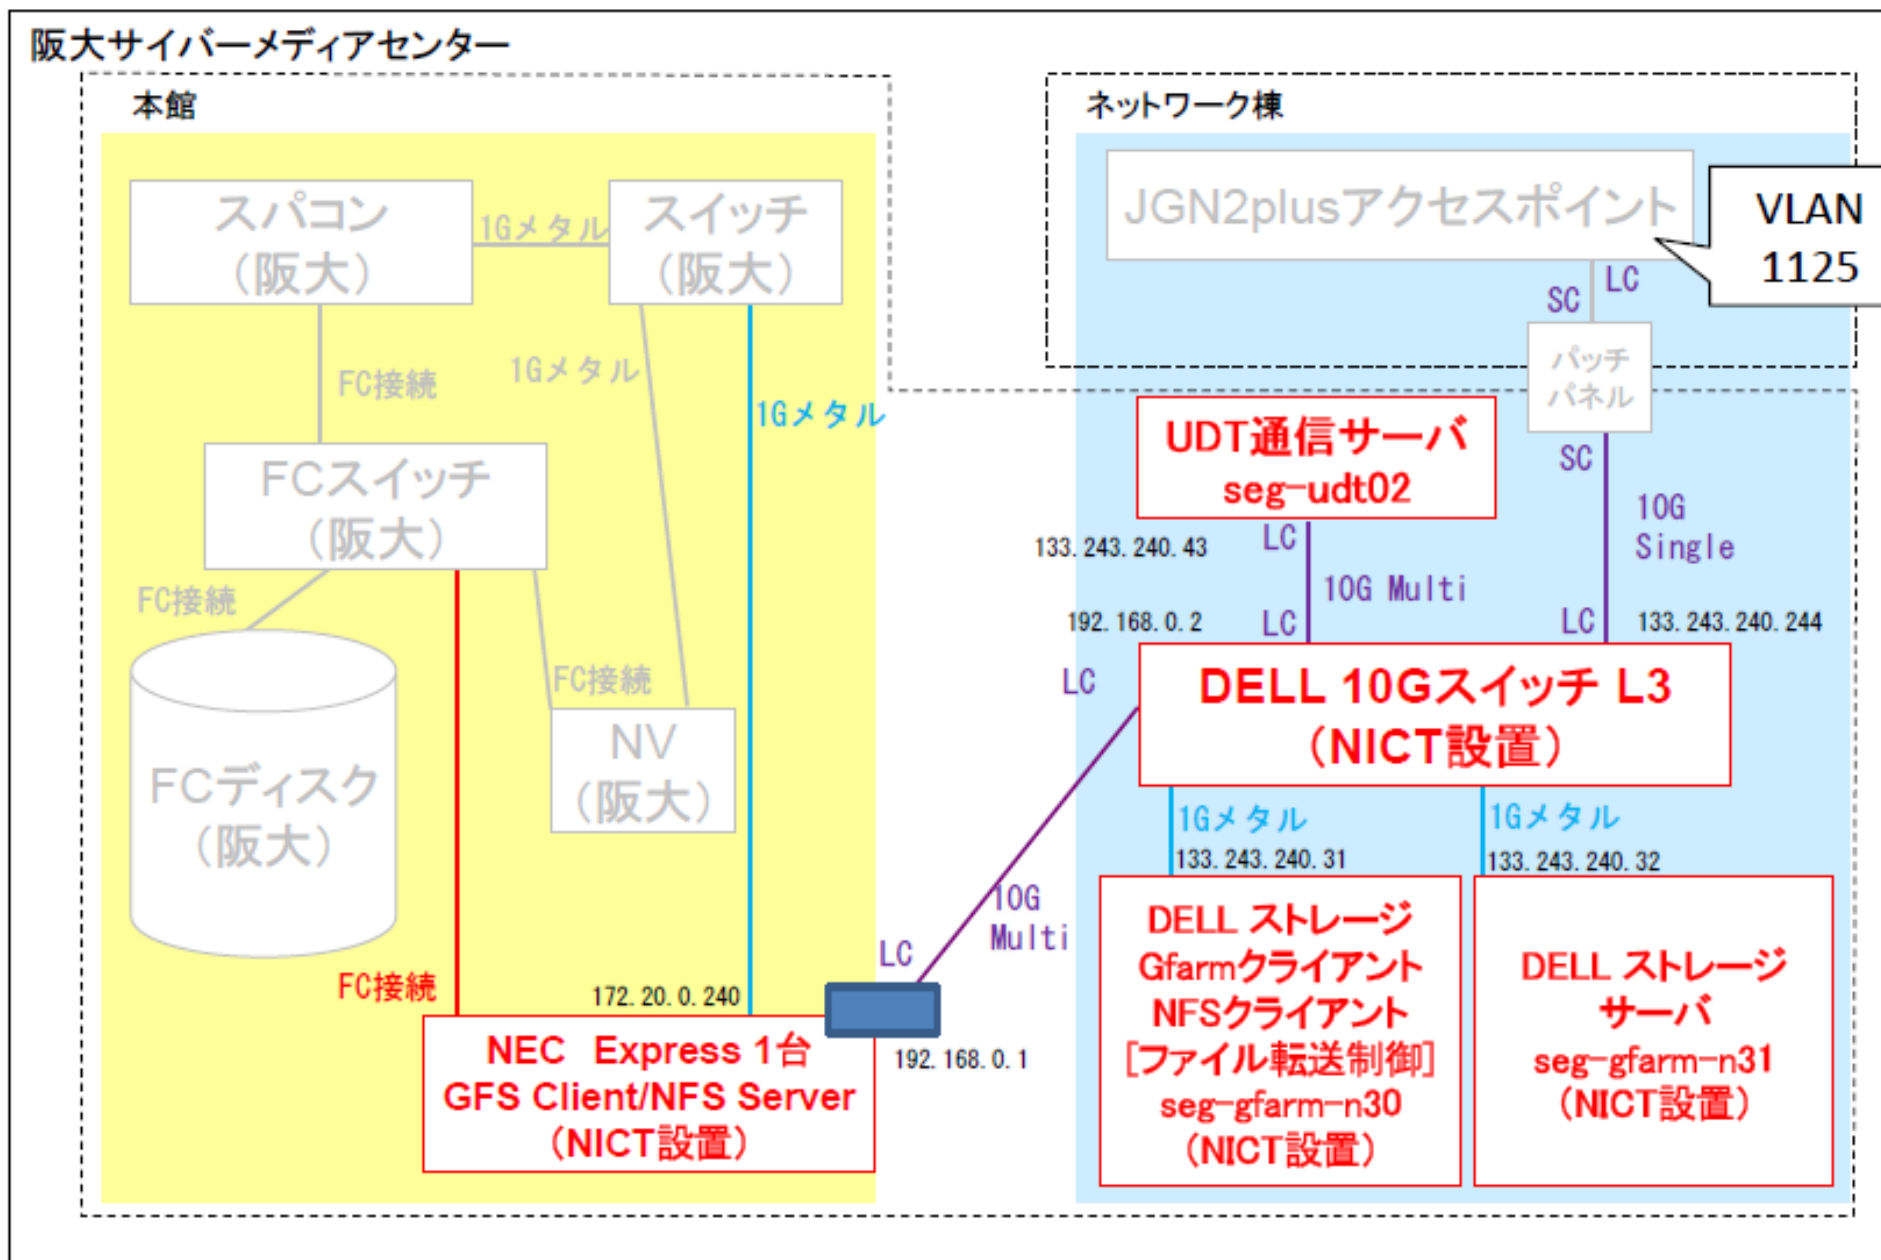 阪大サイバーメディアセンター
本館
ネットワーク棟
スパコン
(阪大)
1Gメタル
スイッチ
(阪大)
JGN2plusアクセスポイント
VLAN
1125
SC
LC
パッチ
パネル
FC接続
1Gメタル
1Gメタル
UDT通信サーバ
seg-udt02
SC
10G
Single
FCスイッチ
(阪大)
133.243.240.43
LC
10G Multi
FC接続
192.168.0.2
LC
LC
133.243.240.244
FC接続
LC
DELL 10Gスイッチ L3
(NICT設置)
FCディスク
(阪大)
NV
(阪大)
1Gメタル
133.243.240.31
1Gメタル
133.243.240.32
10G
Multi
LC
FC接続
172.20.0.240
192.168.0.1
NEC Express 1台
GFS Client/NFS Server
(NICT設置)
DELL ストレージ
Gfarmクライアント
NFSクライアント
[ファイル転送制御]
seg-gfarm-n30
(NICT設置)
DELL ストレージ
サーバ
seg-gfarm-n31
(NICT設置)